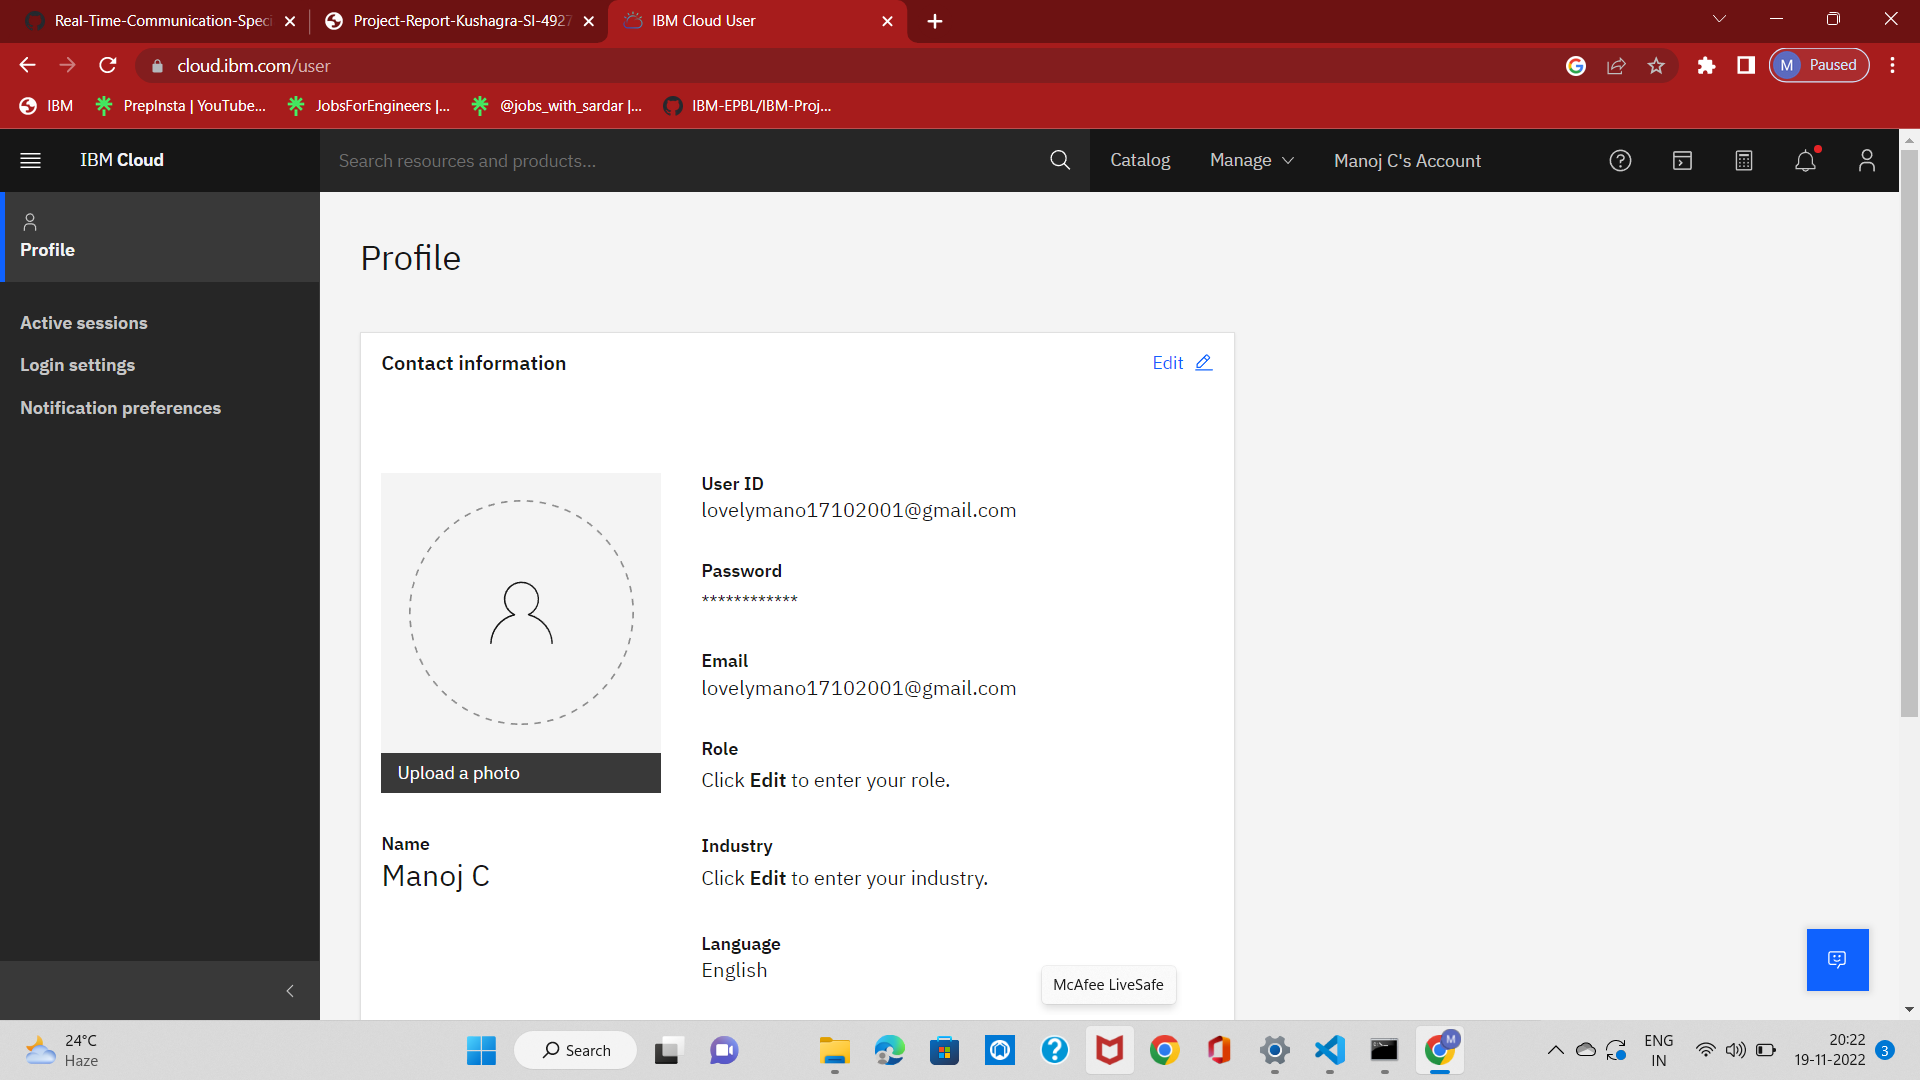 Real-Time-Communication-Speci
Project-Report-Kushagra-SI-4927
IBM Cloud User
cloud.ibm.com/user
M Paused
IBM
PrepInsta | YouTube...
JobsForEngineers |...
@jobs_with_sardar |...
IBM-EPBL/IBM-Proj...
IBM Cloud
Search resources and products...
Catalog
Manage
Manoj C's Account
Profile
Active sessions
Login settings
Notification preferences
Profile
Contact information
Edit
Upload a photo
Name
Manoj C
User ID
lovelymano17102001@gmail.com
Password
************
Email
lovelymano17102001@gmail.com
Role
Click Edit to enter your role.
Industry
Click Edit to enter your industry.
Language
English
McAfee LiveSafe
24°C
Haze
Search
M
ENG
IN
20:22
19-11-2022
3